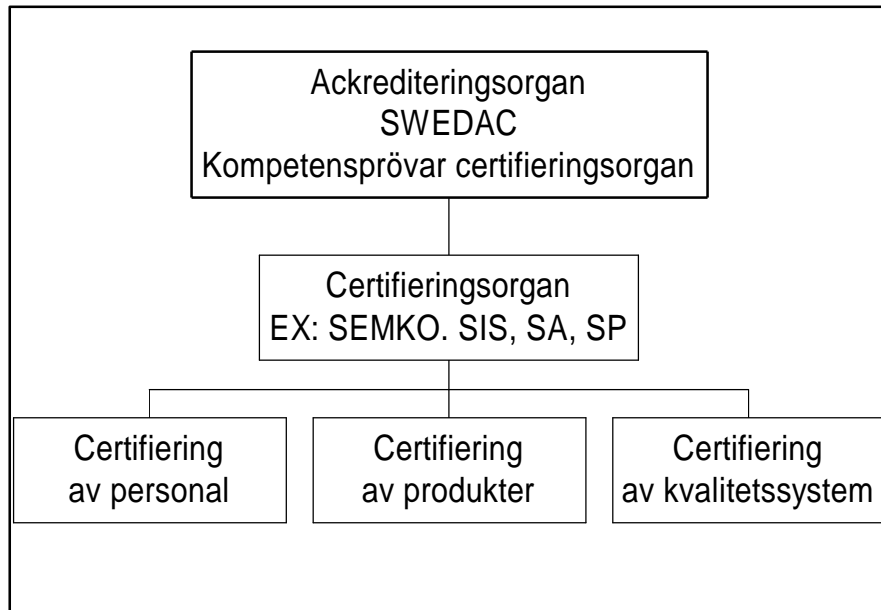 Ackrediteringsorgan
SWEDAC
Kompetensprövar certifieringsorgan
Certifieringsorgan
EX: SEMKO. SIS, SA, SP
Certifiering
av personal
Certifiering
av produkter
Certifiering
av kvalitetssystem